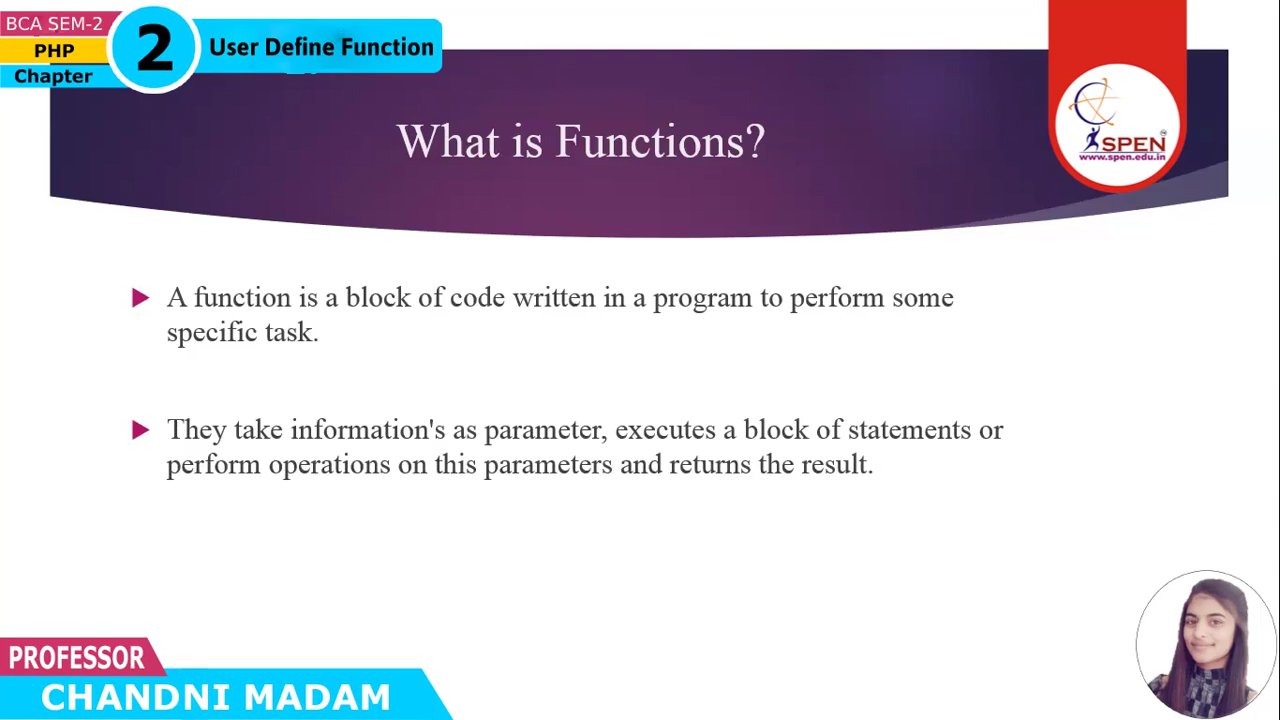 BCA SEM-2
PHP
Chapter
2
User Define Function
What is Functions?
SPEN
www.spen.edu.in
A function is a block of code written in a program to perform some
specific task.
They take information's as parameter, executes a block of statements or
perform operations on this parameters and returns the result.
PROFESSOR
CHANDNI MADAM